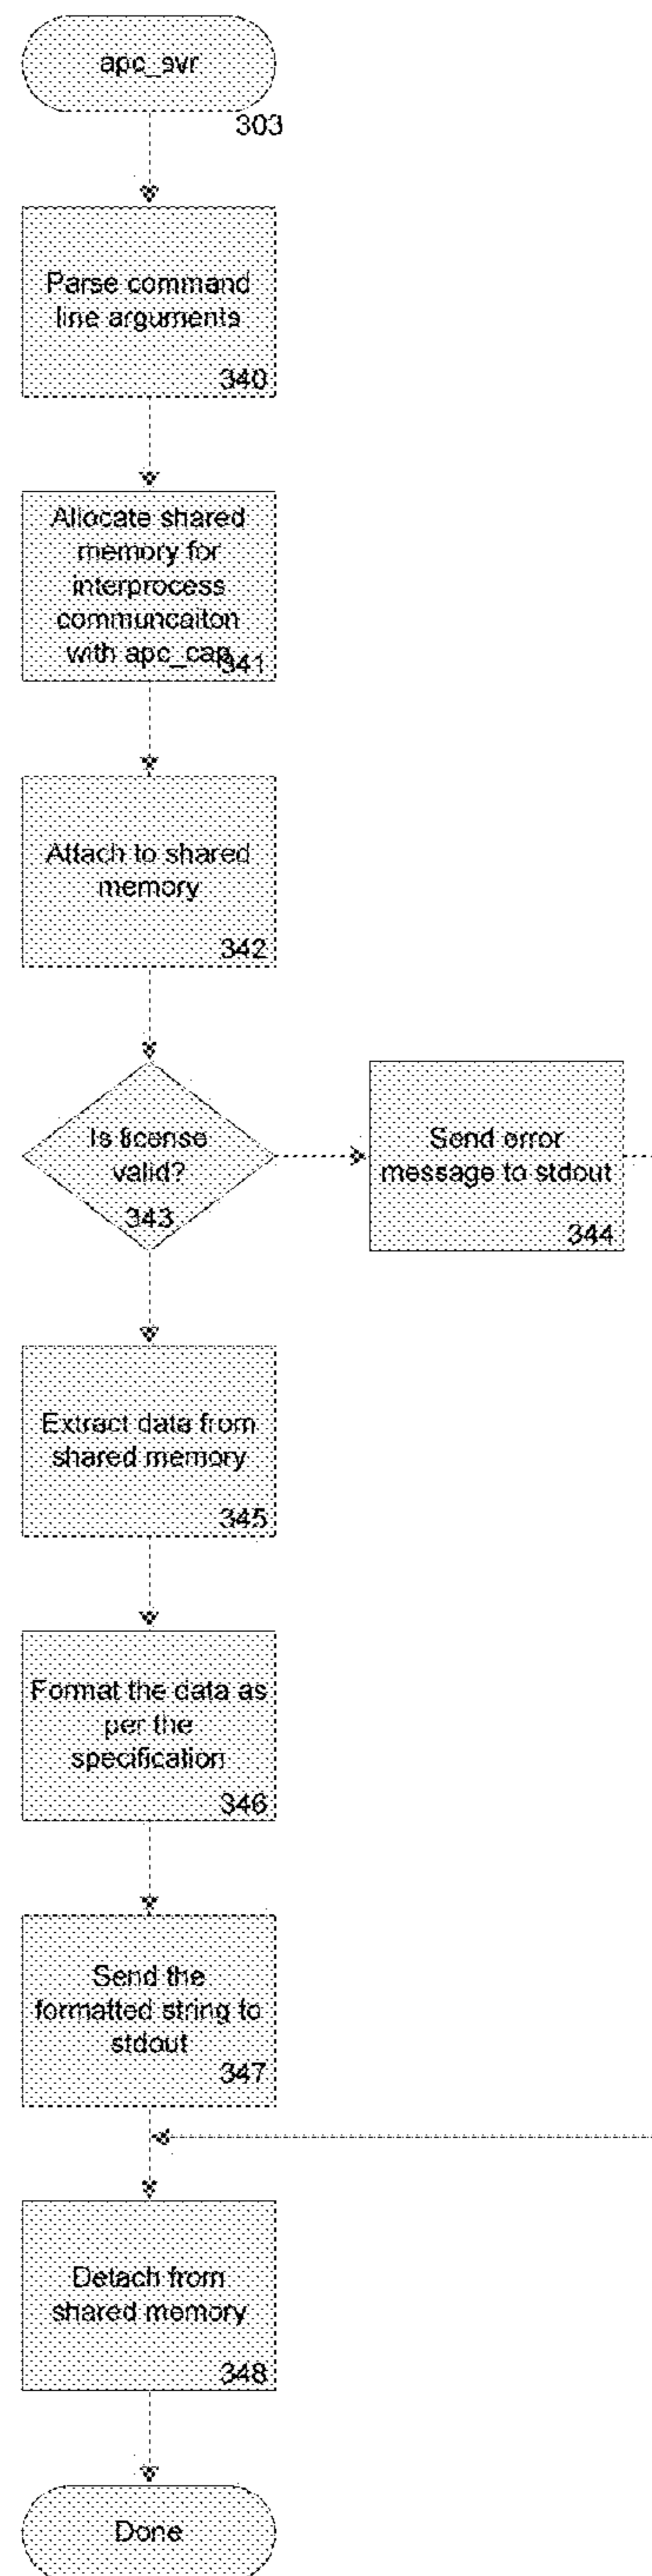 apc_svr
303
Parse command
line arguments
340
Allocate shared
memory for
interprocess
communcaiton
with apc_cap
341
Attach to shared
memory
342
Is license
valid?
343
Send error
message to stdout
344
Extract data from
shared memory
345
Format the data as
per the
specification
346
Send the
formatted string to
stdout
347
Detach from
shared memory
348
Done